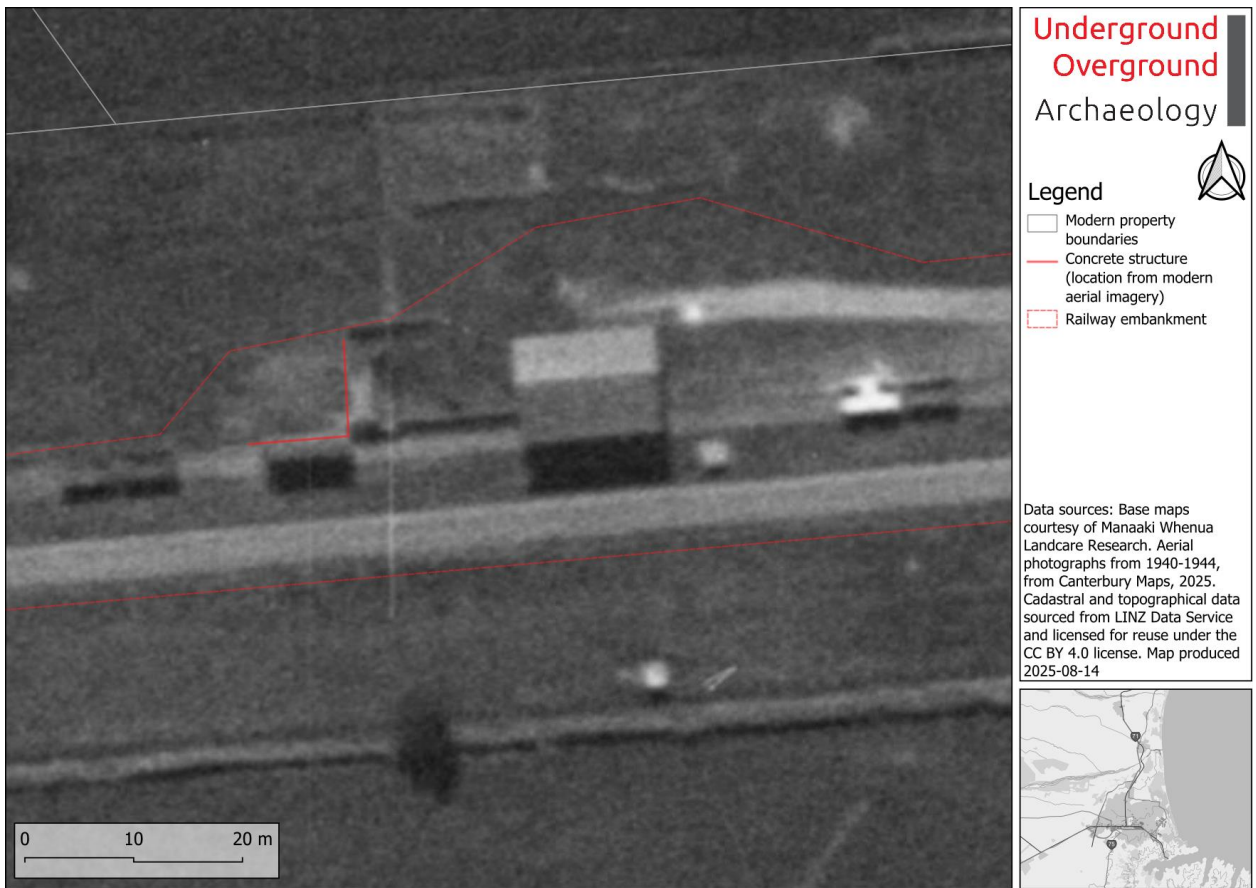 Underground
Overground
Archaeology
Legend
Modern property
boundaries
Concrete structure
(location from modern
aerial imagery)
Railway embankment
Data sources: Base maps
courtesy of Manaaki Whenua
Landcare Research. Aerial
photographs from 1940-1944,
from Canterbury Maps, 2025.
Cadastral and topographical data
sourced from LINZ Data Service
and licensed for reuse under the
CC BY 4.0 license. Map produced
2025-08-14
0 10 20 m
71
75